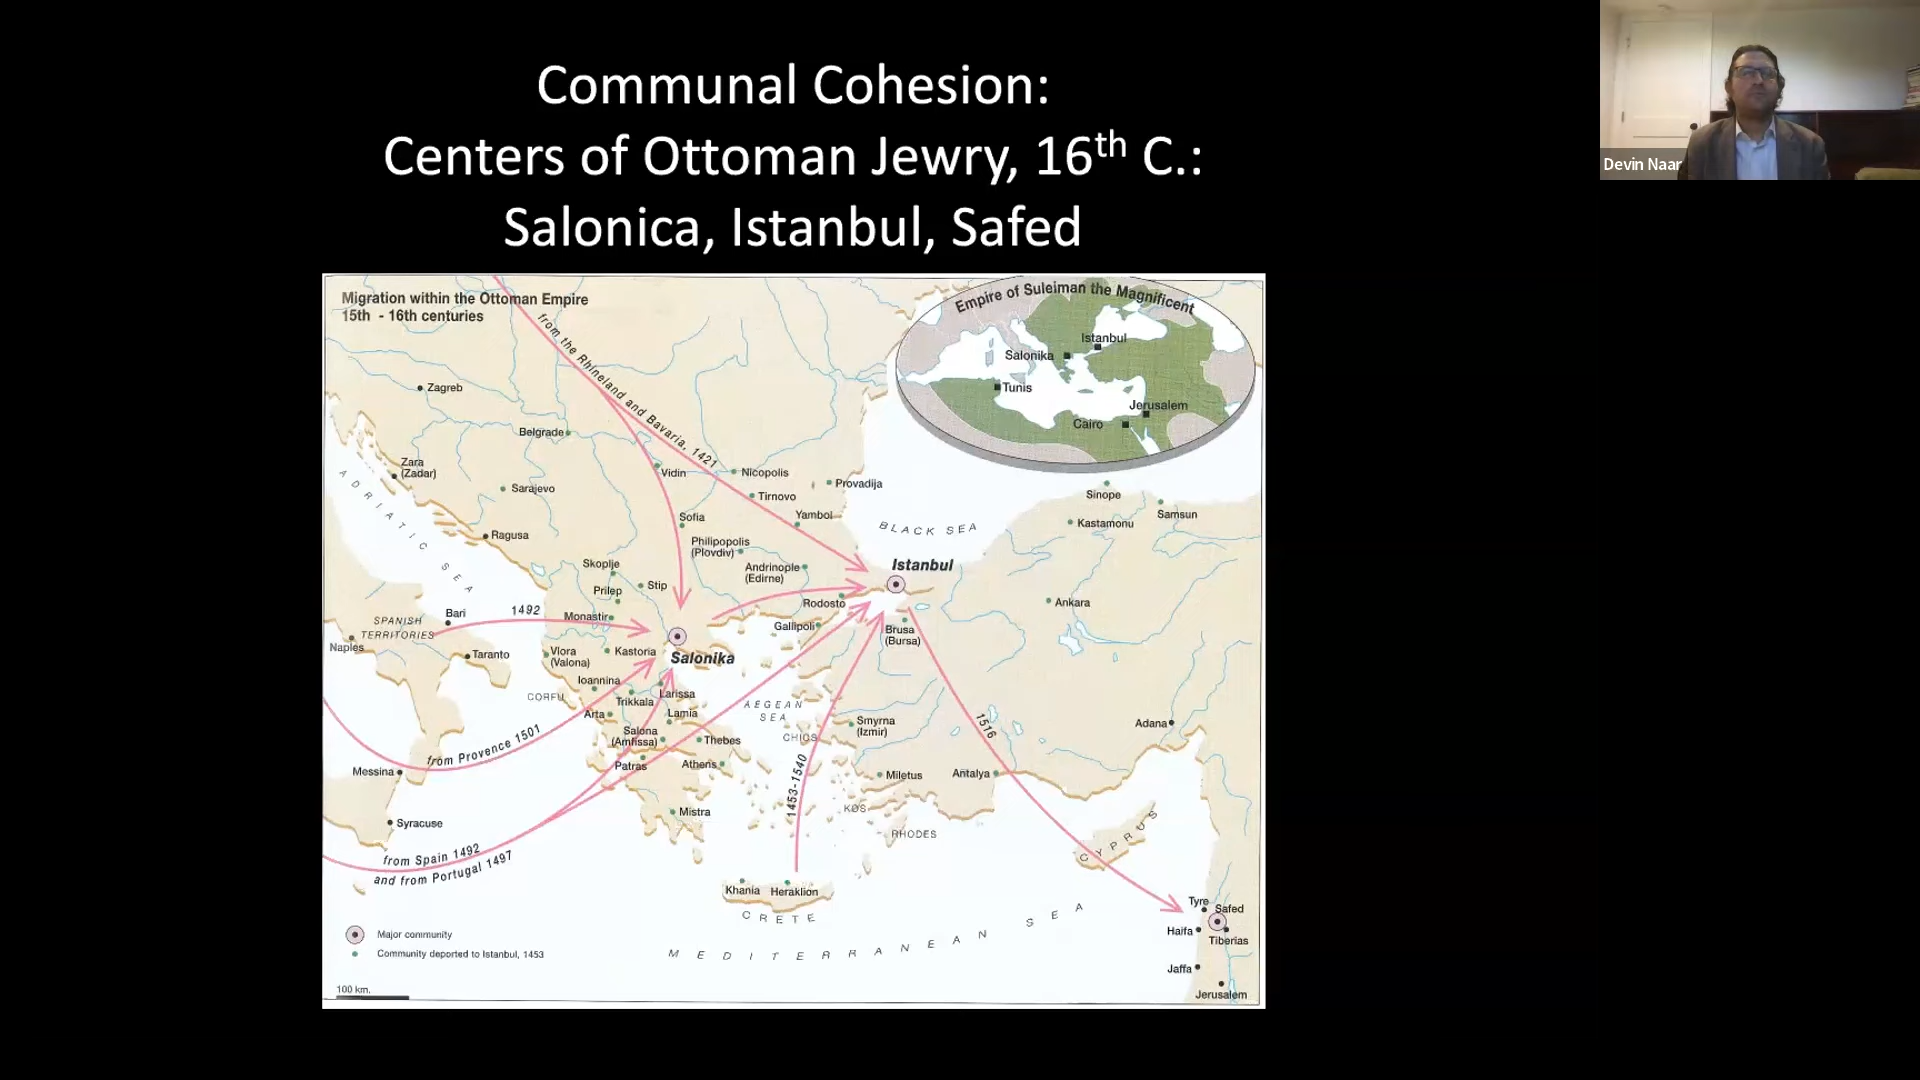 Communal Cohesion:
Centers of Ottoman Jewry, 16th C.:
Salonica, Istanbul, Safed
Devin Naar
Migration within the Ottoman Empire
15th - 16th centuries
Empire of Suleiman the Magnificent
Istanbul
Salonika
Tunis
Jerusalem
Cairo
from the Rhineland and Bavaria, 1421
Zagreb
Belgrade
Zara
(Zadar)
Vidin
Nicopolis
Provadija
Sarajevo
Tirnovo
Sinope
Samsun
Kastamonu
Sofia
Yambol
BLACK SEA
ADRIATIC SEA
Ragusa
Philipopolis
(Plovdiv)
Skoplje
Andrinople
(Edirne)
Istanbul
Stip
Prilep
Rodosto
Ankara
Bari
1492
Monastir
SPANISH
TERRITORIES
Gallipoli
Brusa
(Bursa)
Naples
Taranto
Vlora
(Valona)
Kastoria
Salonika
Ioannina
CORFU
Larissa
Trikkala
AEGEAN
SEA
Arta
Lamia
Smyrna
(Izmir)
1516
Adana
Salona
(Amfissa)
Thebes
CHIOS
from Provence 1501
Patras
Athens
Messina
Miletus
Antalya
1453-1540
Mistra
KOS
RHODES
CYPRUS
Syracuse
from Spain 1492
and from Portugal 1497
Khania
Heraklion
CRETE
Tyre
Safed
Haifa
Tiberias
MEDITERRANEAN SEA
Major community
Community deported to Istanbul, 1453
Jaffa
Jerusalem
100 km.